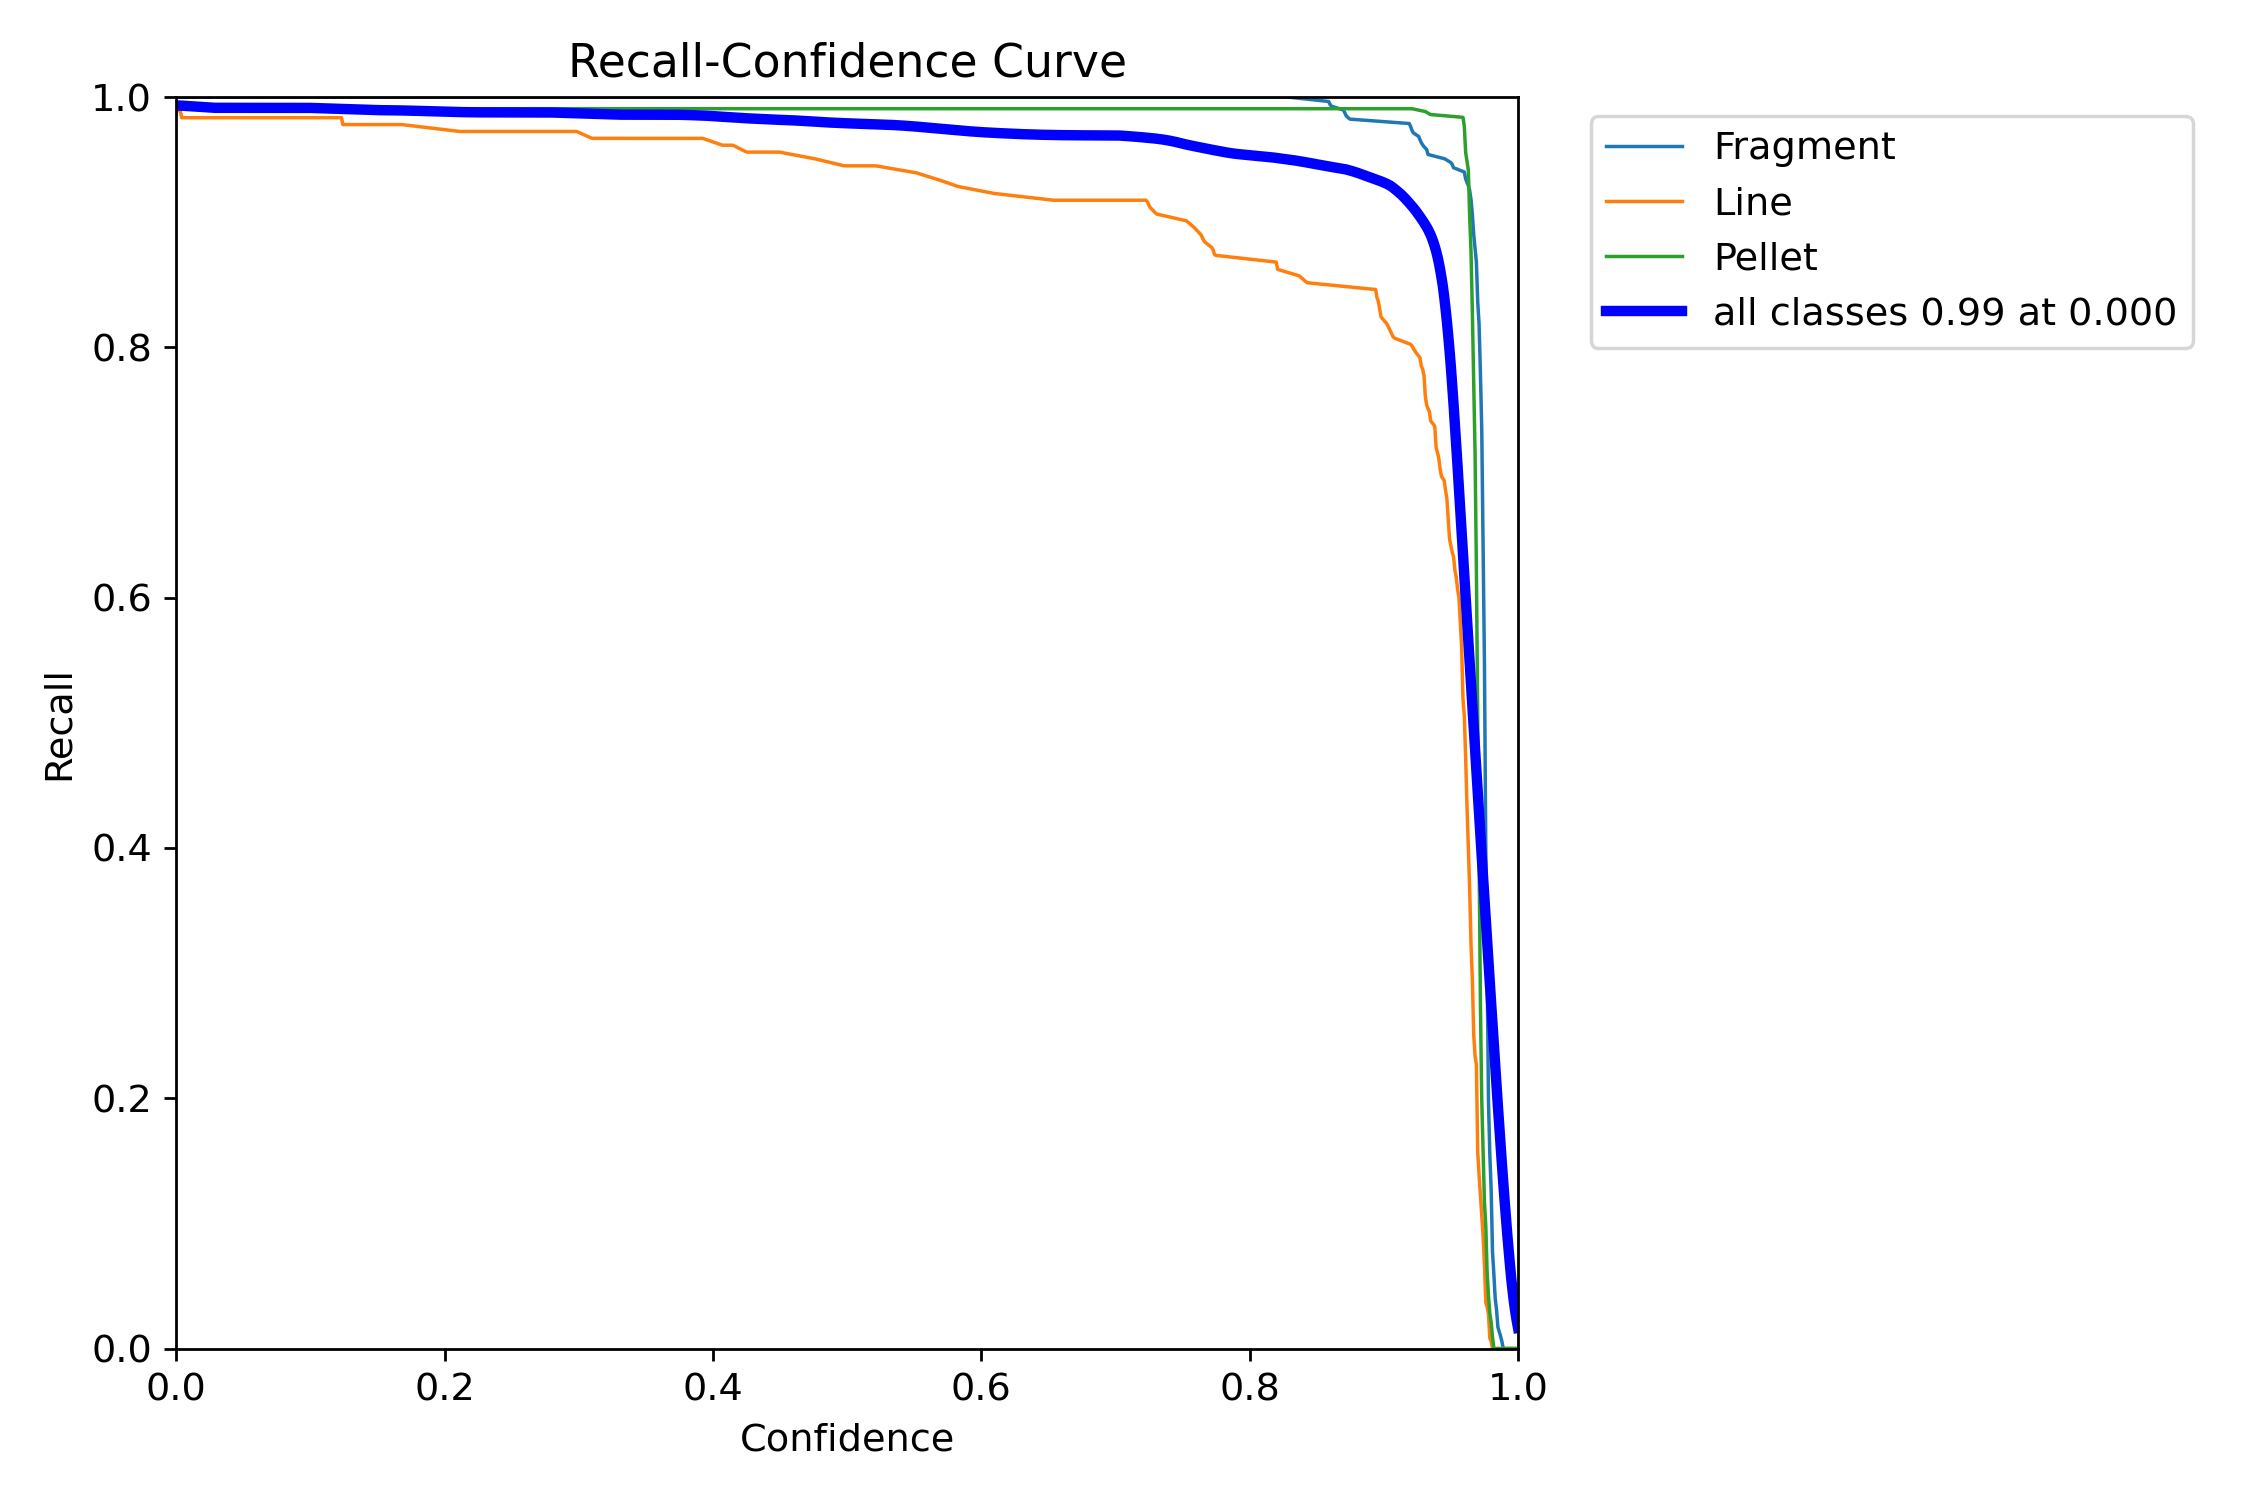 Recall-Confidence Curve
1.0
0.8
0.6
0.4
0.2
0.0
Recall
0.0 0.2 0.4 0.6 0.8 1.0
Confidence
Fragment
Line
Pellet
all classes 0.99 at 0.000